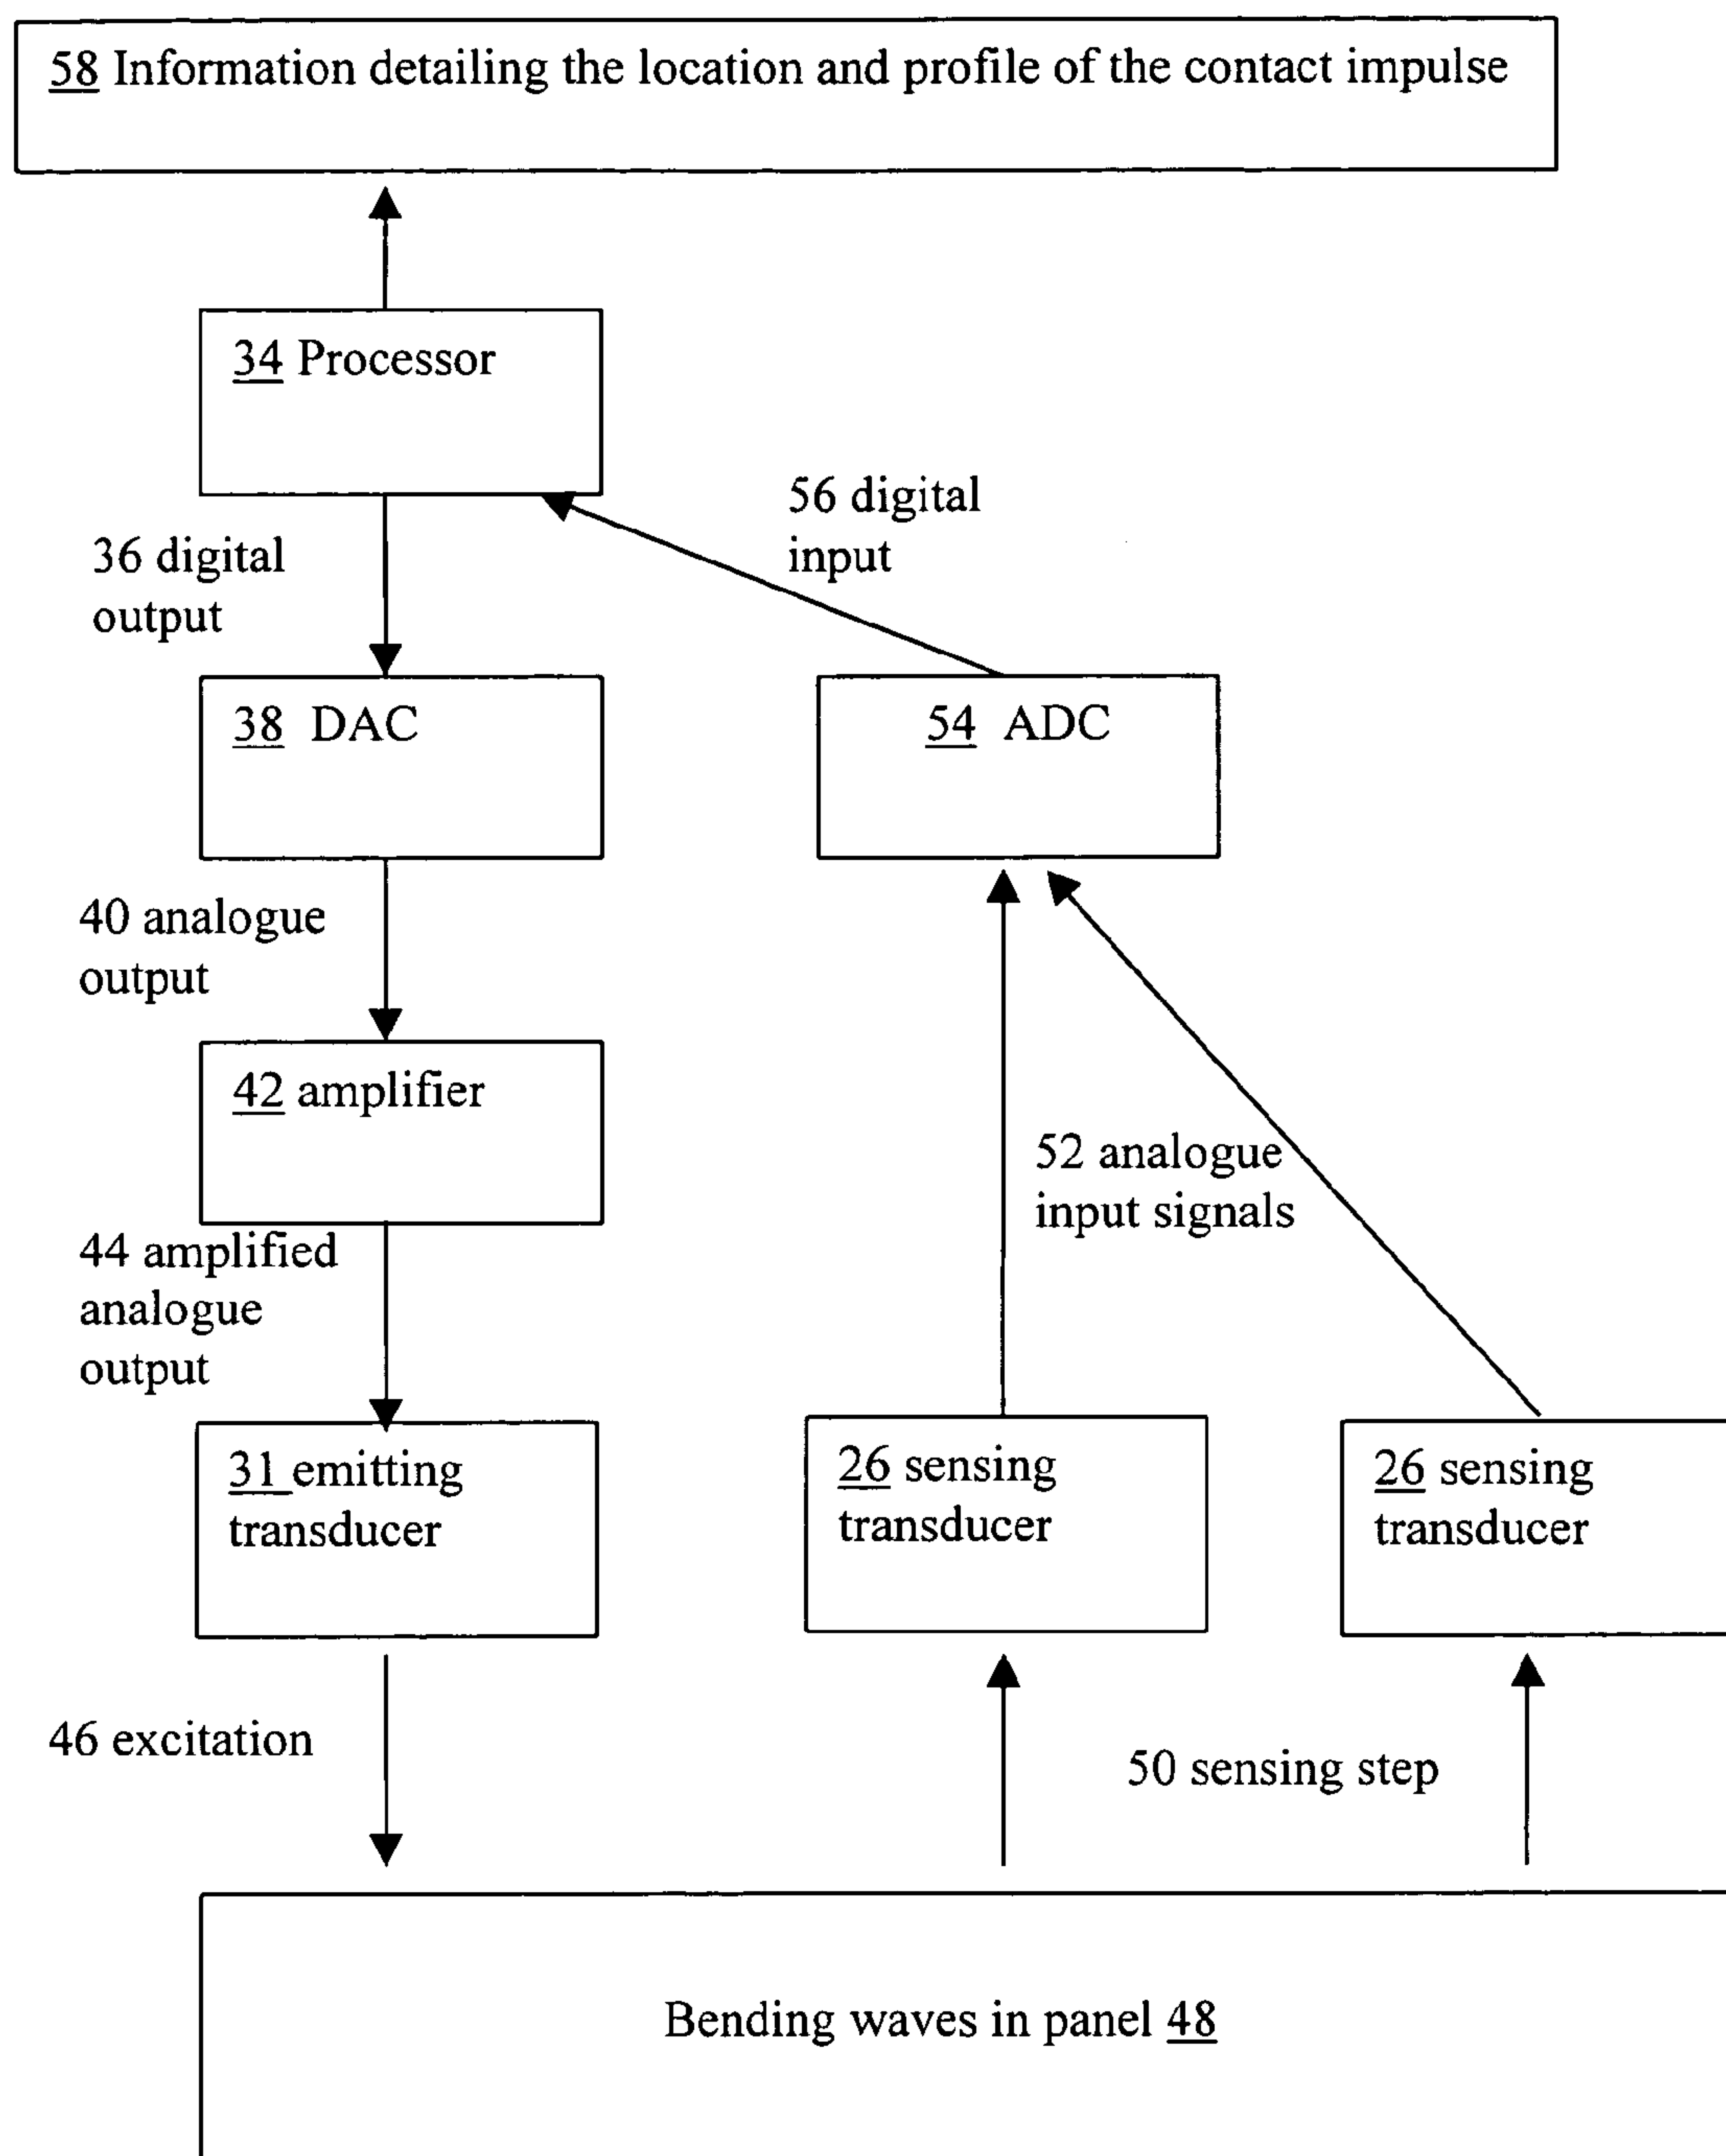 58 Information detailing the location and profile of the contact impulse
34 Processor
56 digital
input
36 digital
output
38 DAC
54 ADC
40 analogue
output
42 amplifier
52 analogue
input signals
44 amplified
analogue
output
31 emitting
transducer
26 sensing
transducer
26 sensing
transducer
46 excitation
50 sensing step
Bending waves in panel 48